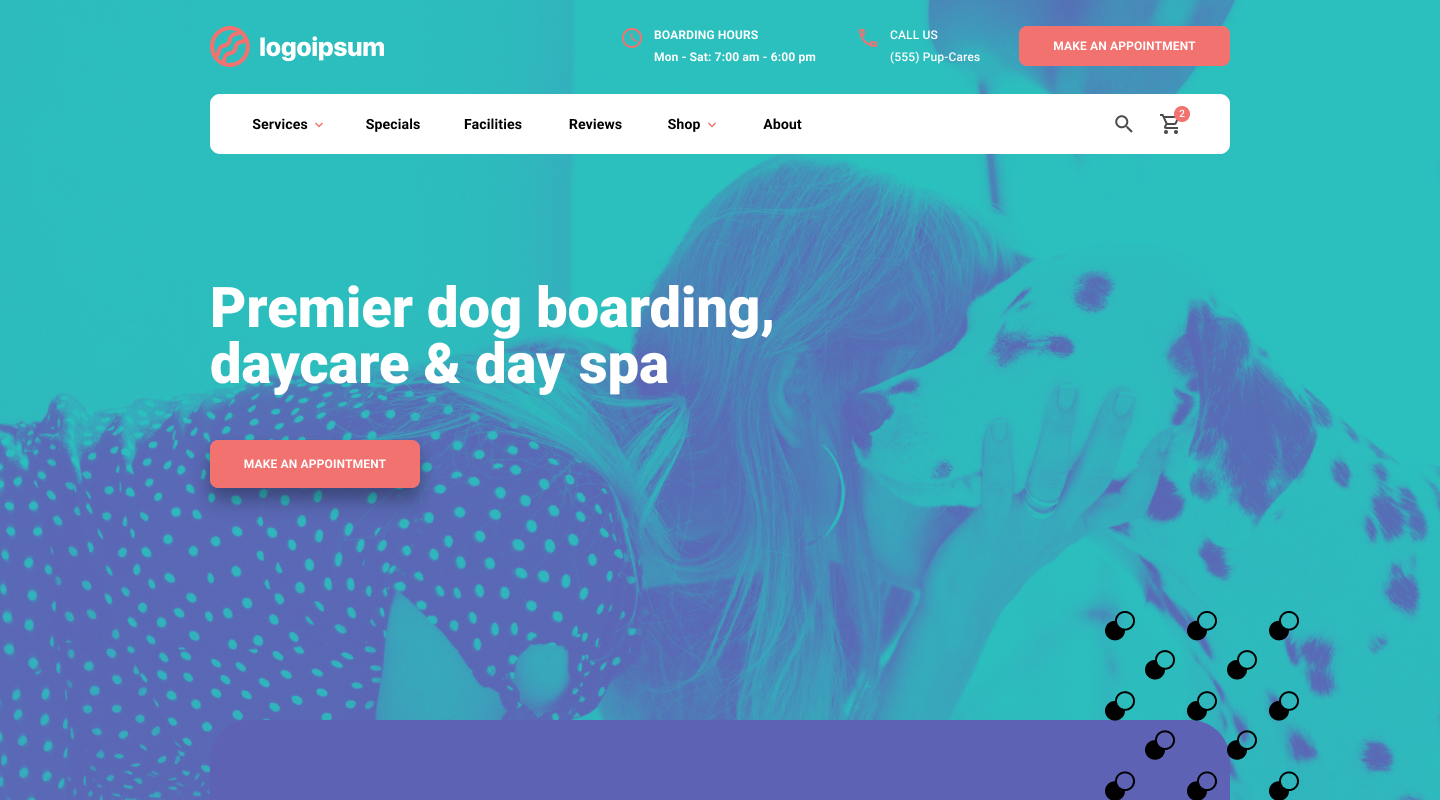 logoipsum
BOARDING HOURS
Mon - Sat: 7:00 am - 6:00 pm
CALL US
(555) Pup-Cares
MAKE AN APPOINTMENT
Services
Specials
Facilities
Reviews
Shop
About
2
Premier dog boarding,
daycare & day spa
MAKE AN APPOINTMENT